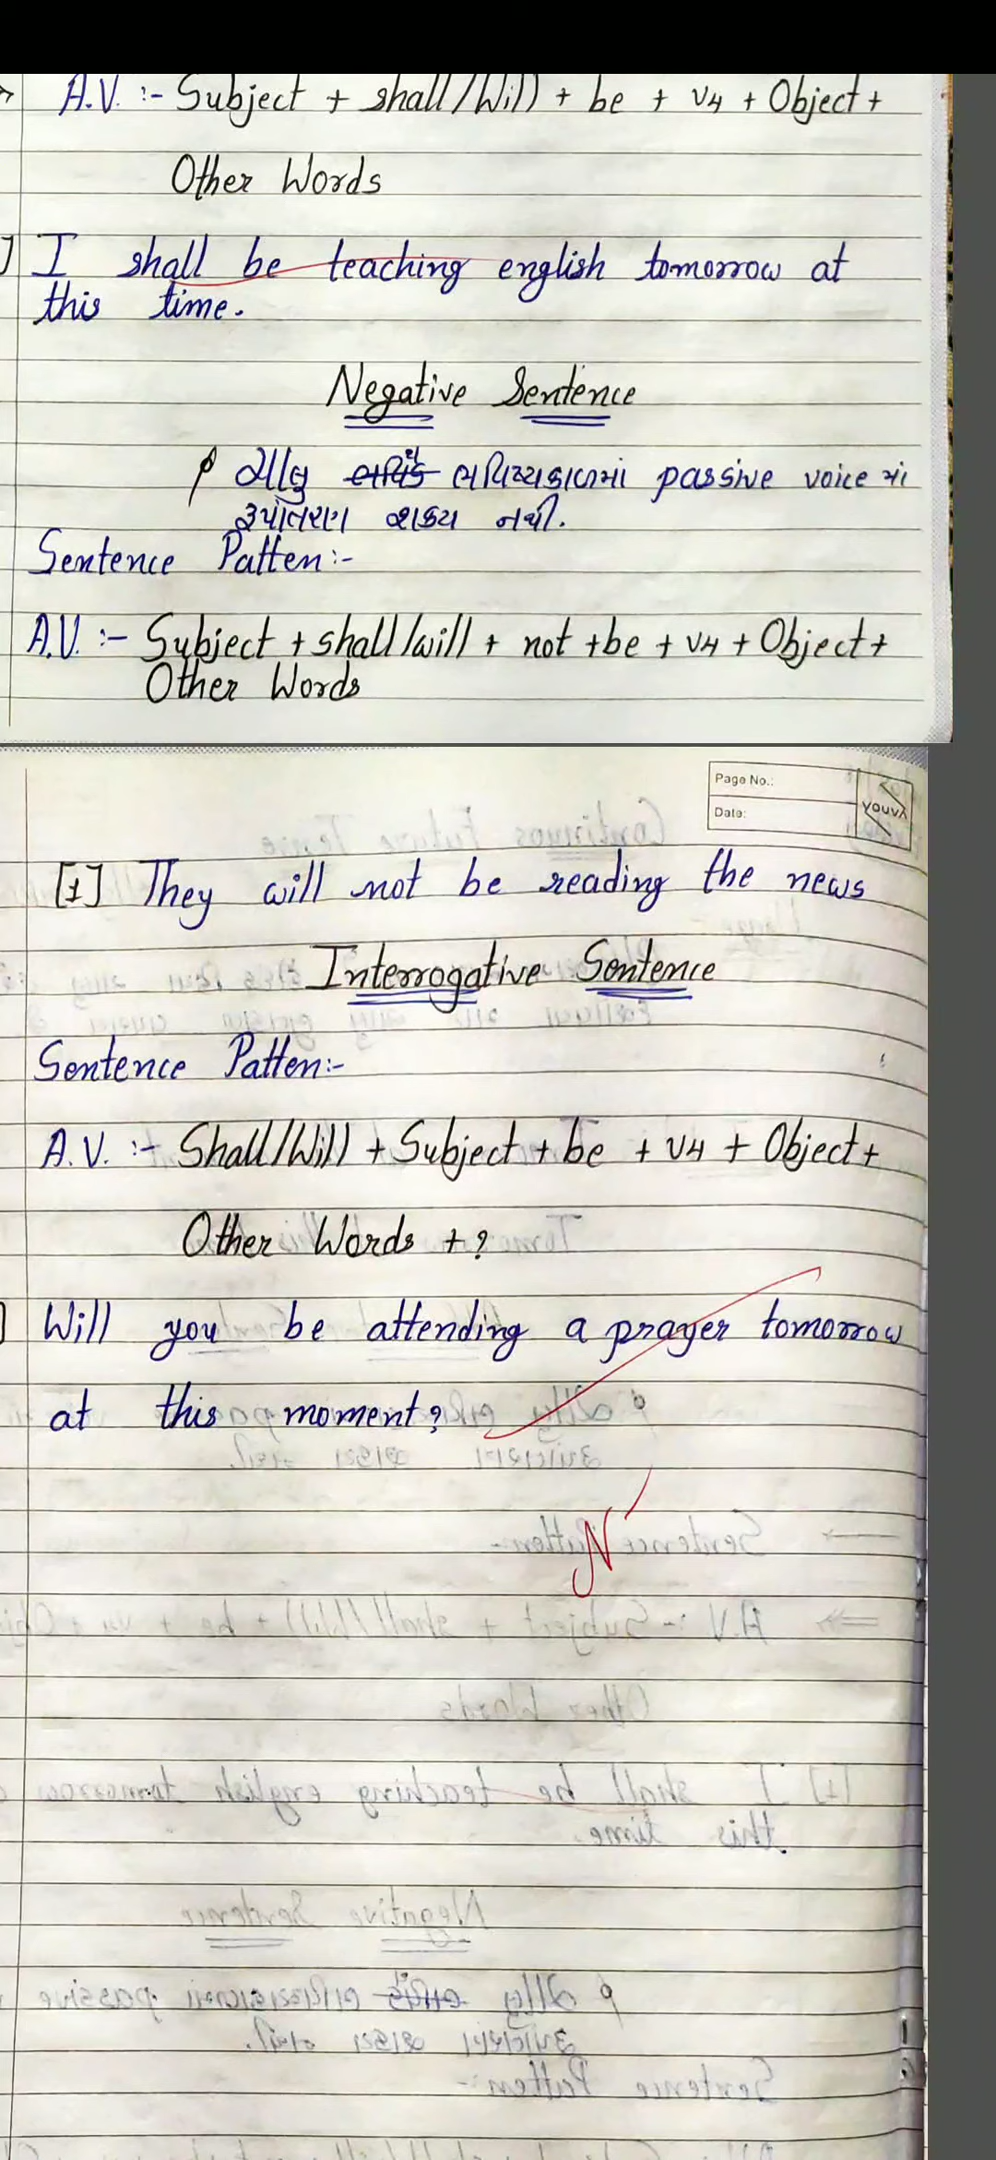 A.V. :- Subject + shall/Will + be + V4 + Object +
Other Words
] I shall be teaching english tomorrow at
this time.
Negative Sentence
ચાલુ ભવિષ્યકાળમાં passive voice માં
રૂપાંતરણ શક્ય નથી.
Sentence Patten:-
A.V. :- Subject + shall/will + not +be + V4 + Object +
Other Words
Page No.:
Date:
YOUVA
[1] They will not be reading the news
Interrogative Sentence
Sentence Patten:-
A.V. :- Shall/Will + Subject + be + V4 + Object +
Other Words + ?
] Will you be attending a prayer tomorrow
at this moment?